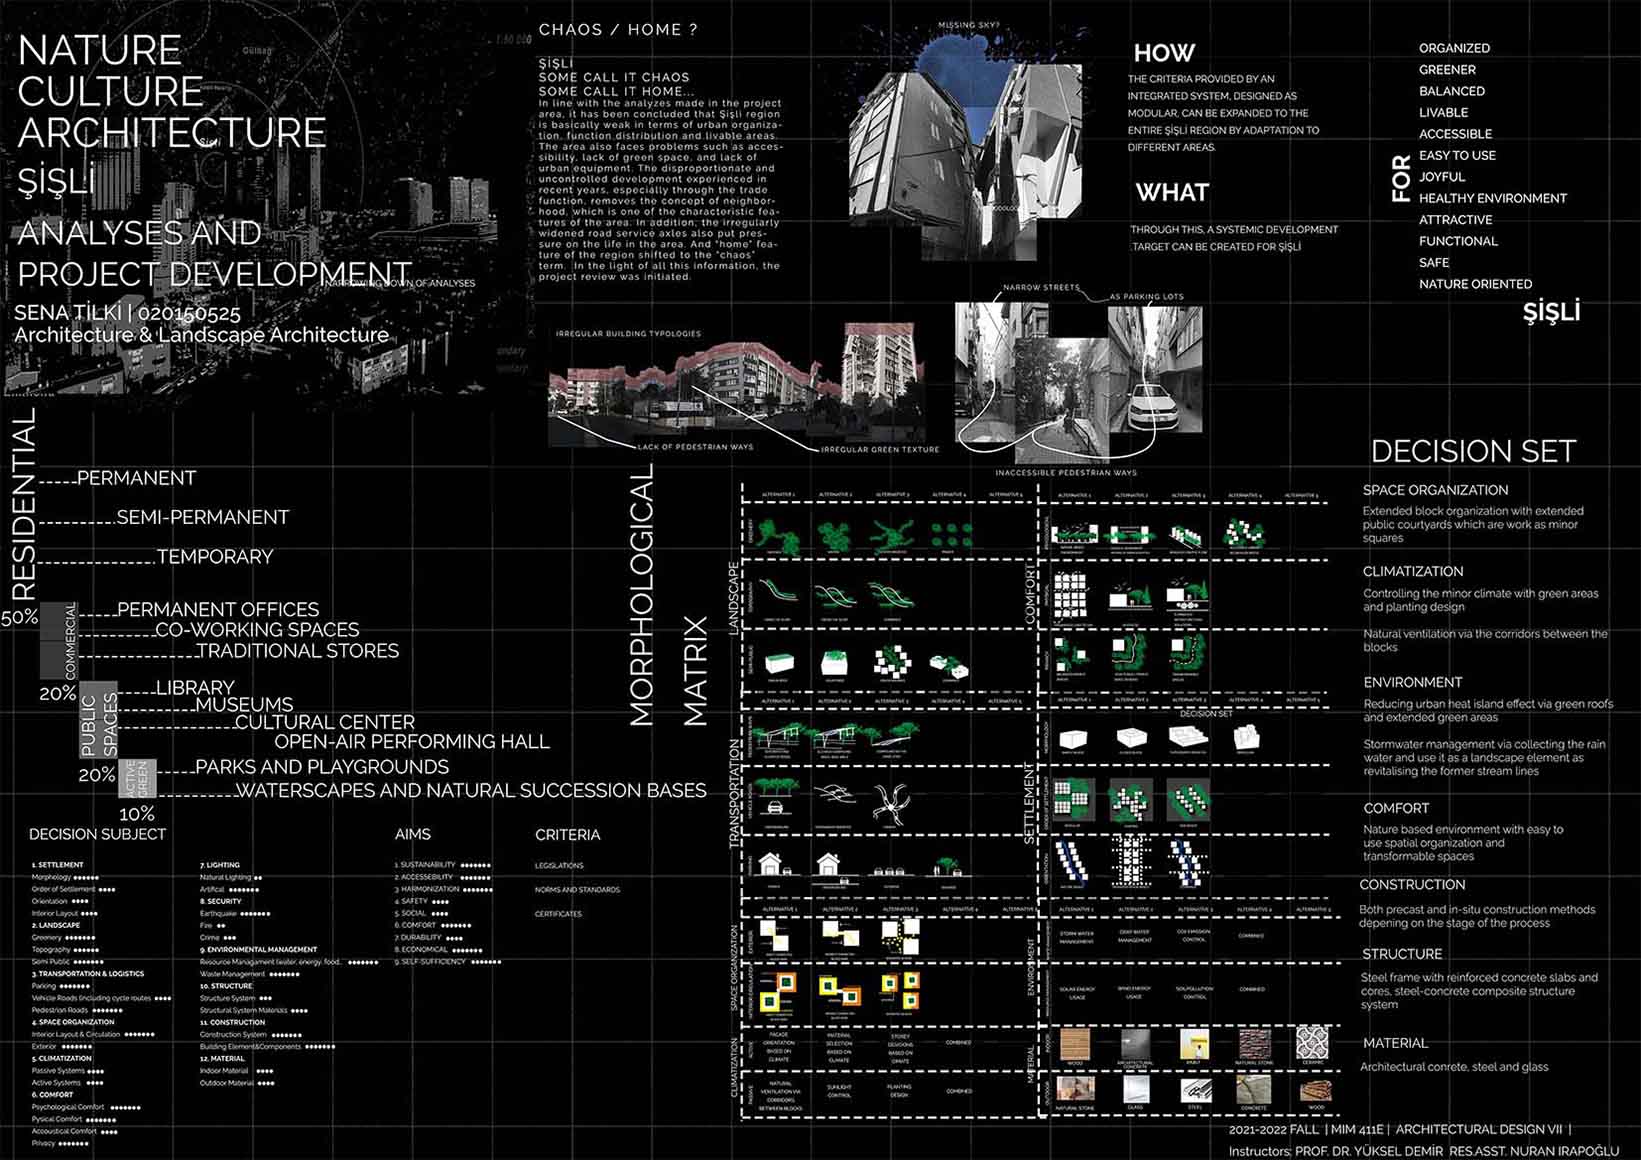 NATURE
CULTURE
ARCHITECTURE
ŞİŞLİ
ANALYSES AND
PROJECT DEVELOPMENT
NARROWING DOWN OF ANALYSES
SENA TİLKİ | 020150525
Architecture & Landscape Architecture
CHAOS / HOME ?
ŞİŞLİ
SOME CALL IT CHAOS
SOME CALL IT HOME...
In line with the analyzes made in the project
area, it has been concluded that Şişli region
is basically weak in terms of urban organiza-
tion, function distribution and livable areas.
The area also faces problems such as acces-
sibility, lack of green space, and lack of
urban equipment. The disproportionate and
uncontrolled development experienced in
recent years, especially through the trade
function, removes the concept of neighbor-
hood, which is one of the characteristic fea-
tures of the area. In addition, the irregularly
widened road service axles also put pres-
sure on the life in the area. And "home" fea-
ture of the region shifted to the "chaos"
term. In the light of all this information, the
project review was initiated.
MISSING SKY?
HOW
THE CRITERIA PROVIDED BY AN
INTEGRATED SYSTEM, DESIGNED AS
MODULAR, CAN BE EXPANDED TO THE
ENTIRE ŞİŞLİ REGION BY ADAPTATION TO
DIFFERENT AREAS.
WHAT
THROUGH THIS, A SYSTEMIC DEVELOPMENT
TARGET CAN BE CREATED FOR ŞİŞLİ
FOR
ORGANIZED
GREENER
BALANCED
LIVABLE
ACCESSIBLE
EASY TO USE
JOYFUL
HEALTHY ENVIRONMENT
ATTRACTIVE
FUNCTIONAL
SAFE
NATURE ORIENTED
ŞİŞLİ
IRREGULAR BUILDING TYPOLOGIES
LACK OF PEDESTRIAN WAYS
IRREGULAR GREEN TEXTURE
NARROW STREETS
AS PARKING LOTS
INACCESSIBLE PEDESTRIAN WAYS
RESIDENTIAL
PERMANENT
SEMI-PERMANENT
TEMPORARY
50%
COMMERCIAL
PERMANENT OFFICES
CO-WORKING SPACES
TRADITIONAL STORES
20%
PUBLIC
SPACES
LIBRARY
MUSEUMS
CULTURAL CENTER
OPEN-AIR PERFORMING HALL
20%
ACTIVE
GREEN
PARKS AND PLAYGROUNDS
WATERSCAPES AND NATURAL SUCCESSION BASES
10%
DECISION SUBJECT
1. SETTLEMENT
Morphology
Order of Settlement
Orientation
Interior Layout
2. LANDSCAPE
Greenery
Topography
Semi Public
3. TRANSPORTATION & LOGISTICS
Parking
Vehicle Roads (including cycle routes
Pedestrian Roads
4. SPACE ORGANIZATION
Interior Layout & Circulation
Exterior
5. CLIMATIZATION
Passive Systems
Active Systems
6. COMFORT
Psychological Comfort
Pysical Comfort
Accoustical Comfort
Privacy
7. LIGHTING
Natural Lighting
Artifical
8. SECURITY
Earthquake
Fire
Crime
9. ENVIRONMENTAL MANAGEMENT
Resource Managament (water, energy, food..
Waste Management
10. STRUCTURE
Structure System
Structural System Materials
11. CONSTRUCTION
Construction System
Building Element&Components
12. MATERIAL
Indoor Material
Outdoor Material
AIMS
1. SUSTAINABILITY
2. ACCESSEBILITY
3. HARMONIZATION
4. SAFETY
5. SOCIAL
6. COMFORT
7. DURABILITY
8. ECONOMICAL
9. SELF-SUFFICIENCY
CRITERIA
LEGISLATIONS
NORMS AND STANDARDS
CERTIFICATES
MORPHOLOGICAL
MATRIX
ALTERNATIVE 1 ALTERNATIVE 2 ALTERNATIVE 3 ALTERNATIVE 4 ALTERNATIVE 5
LANDSCAPE
TRANSPORTATION
SPACE ORGANIZATION
CLIMATIZATION
ACTIVE
FACADE
ORIENTATION
BASED ON
CLIMATE
MATERIAL
SELECTION
BASED ON
CLIMATE
STOREY
DEVISIONS
BASED ON
CLIMATE
COMBINED
PASSIVE
NATURAL
VENTILATION VIA
CORRIDORS
BETWEEN BLOCKS
SUNLIGHT
CONTROL
PLANTING
DESIGN
COMBINED
COMFORT
SETTLEMENT
DECISION SET
ENVIRONMENT
STORM WATER
MANAGEMENT
GRAY WATER
MANAGEMENT
CO2 EMISSION
CONTROL
COMBINED
SOLAR ENERGY
USAGE
WIND ENERGY
USAGE
SOIL POLLUTION
CONTROL
COMBINED
MATERIAL
INDOOR
WOOD
ARCHITECTURAL
CONCRETE
PAINT
NATURAL STONE
CERAMIC
OUTDOOR
NATURAL STONE
GLASS
STEEL
CONCRETE
WOOD
DECISION SET
SPACE ORGANIZATION
Extended block organization with extended
public courtyards which are work as minor
squares
CLIMATIZATION
Controlling the minor climate with green areas
and planting design
Natural ventilation via the corridors between the
blocks
ENVIRONMENT
Reducing urban heat island effect via green roofs
and extended green areas
Stormwater management via collecting the rain
water and use it as a landscape element as
revitalising the former stream lines
COMFORT
Nature based environment with easy to
use spatial organization and
transformable spaces
CONSTRUCTION
Both precast and in-situ construction methods
depening on the stage of the process
STRUCTURE
Steel frame with reinforced concrete slabs and
cores, steel-concrete composite structure
system
MATERIAL
Architectural conrete, steel and glass
2021-2022 FALL | MIM 411E | ARCHITECTURAL DESIGN VII |
Instructors: PROF. DR. YÜKSEL DEMİR RES.ASST. NURAN IRAPOĞLU